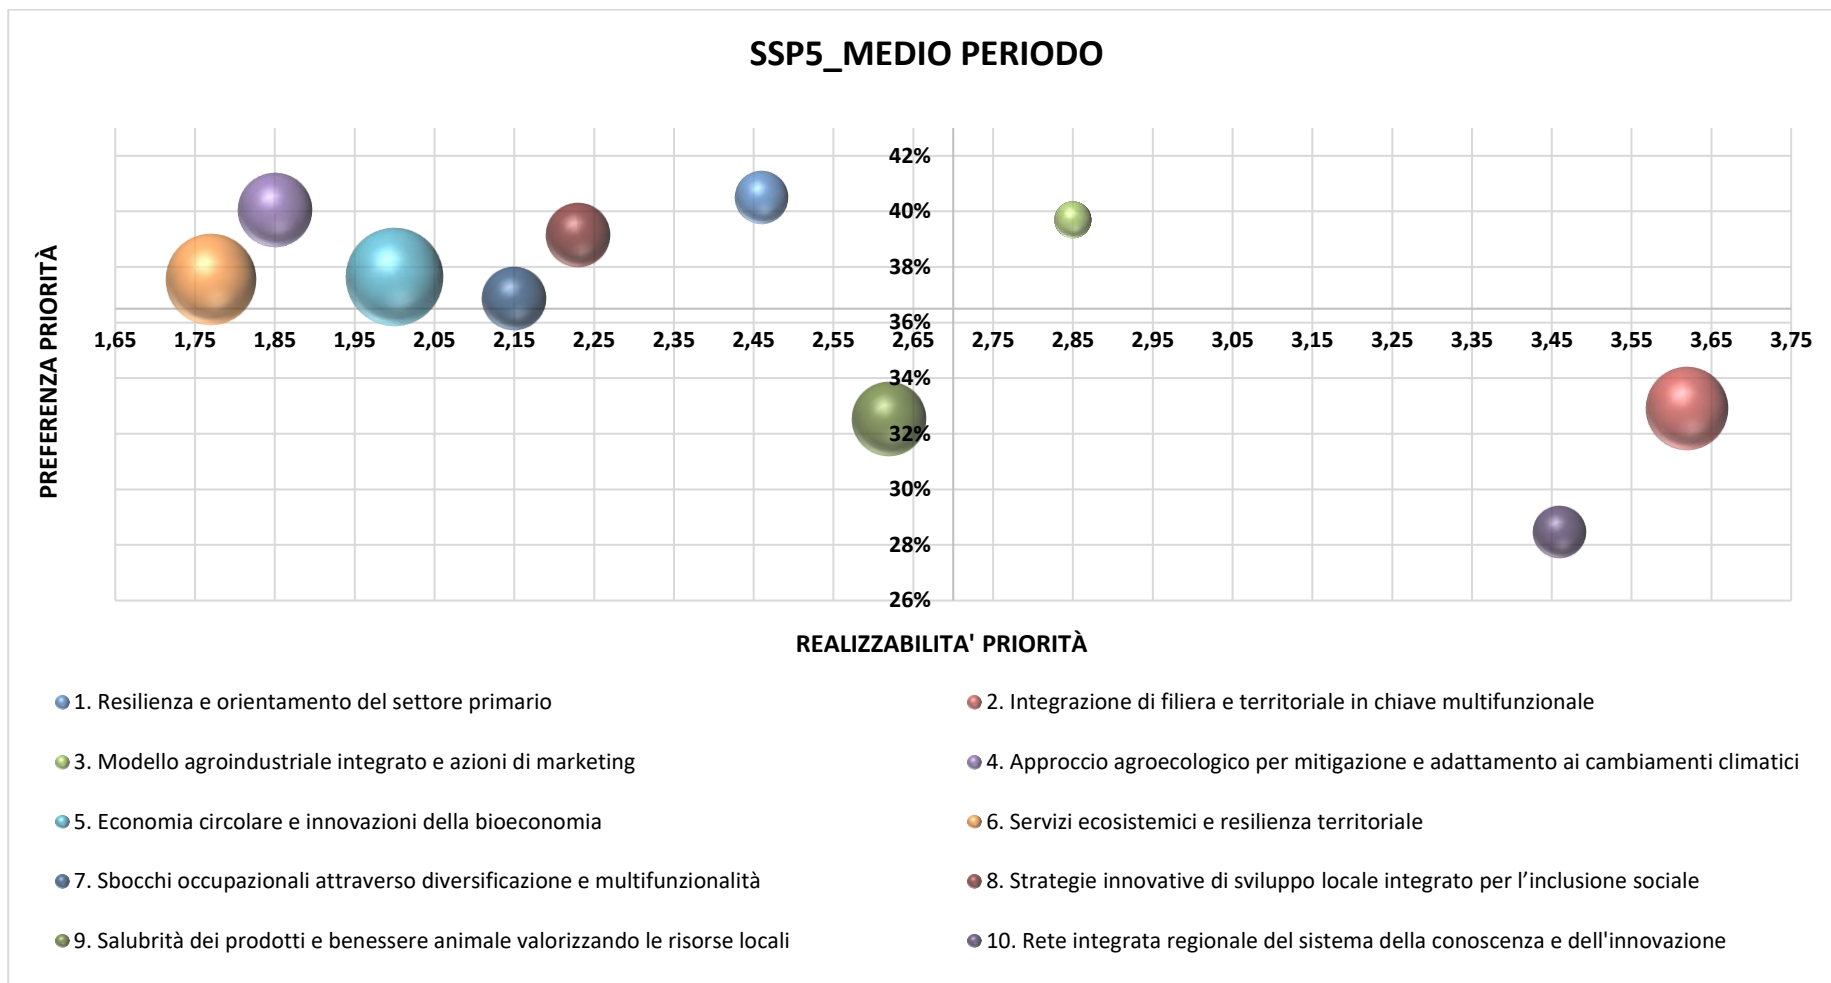 SSP5_MEDIO PERIODO
PREFERENZA PRIORITÀ
42%
40%
38%
36%
1,65 1,75 1,85 1,95 2,05 2,15 2,25 2,35 2,45 2,55 2,65 2,75 2,85 2,95 3,05 3,15 3,25 3,35 3,45 3,55 3,65 3,75
34%
32%
30%
28%
26%
REALIZZABILITA' PRIORITÀ
1. Resilienza e orientamento del settore primario
2. Integrazione di filiera e territoriale in chiave multifunzionale
3. Modello agroindustriale integrato e azioni di marketing
4. Approccio agroecologico per mitigazione e adattamento ai cambiamenti climatici
5. Economia circolare e innovazioni della bioeconomia
6. Servizi ecosistemici e resilienza territoriale
7. Sbocchi occupazionali attraverso diversificazione e multifunzionalità
8. Strategie innovative di sviluppo locale integrato per l’inclusione sociale
9. Salubrità dei prodotti e benessere animale valorizzando le risorse locali
10. Rete integrata regionale del sistema della conoscenza e dell'innovazione